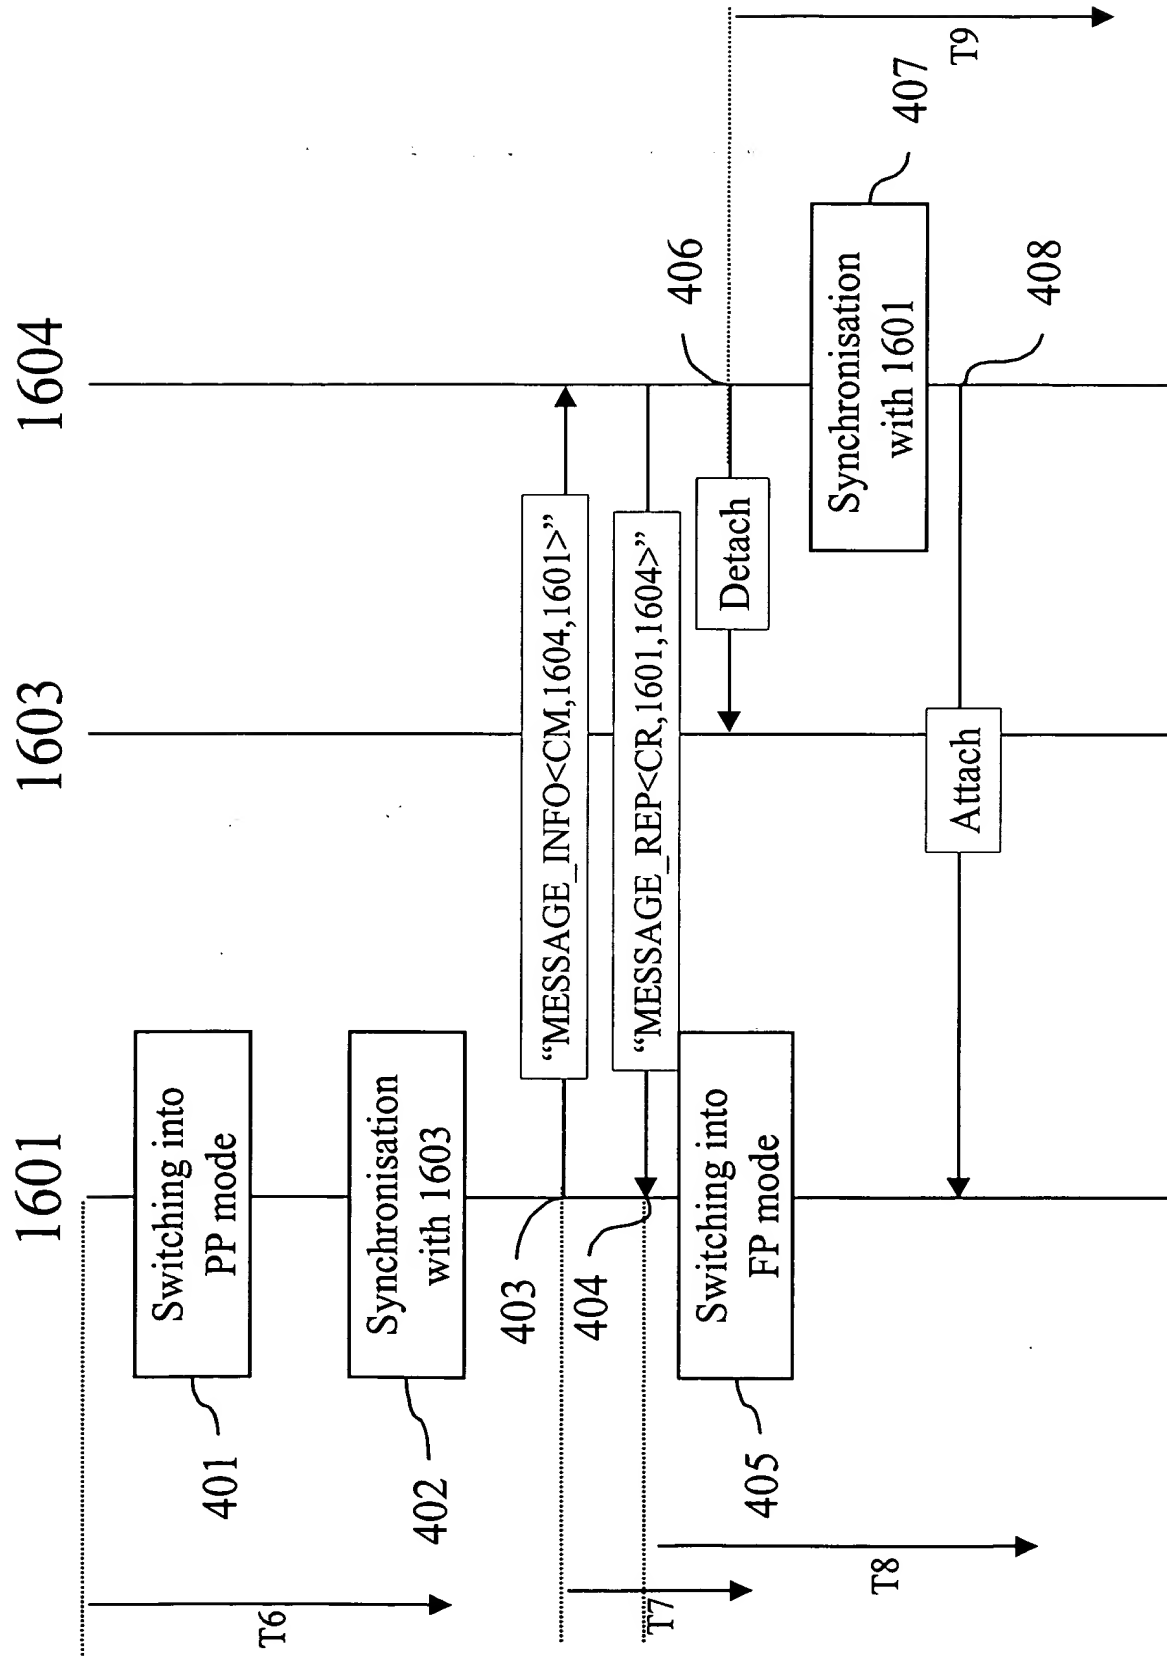 1601
1603
1604
T6
401
Switching into
PP mode
402
Synchronisation
with 1603
403
“MESSAGE_INFO<CM,1604,1601>”
T7
404
“MESSAGE_REP<CR,1601,1604>”
T8
405
Switching into
FP mode
406
Detach
T9
407
Synchronisation
with 1601
408
Attach